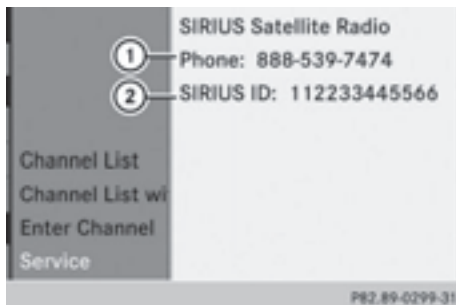 SIRIUS Satellite Radio
1 Phone: 888-539-7474
2 SIRIUS ID: 112233445566
Channel List
Channel List wi
Enter Channel
Service
P82.89-0299-31